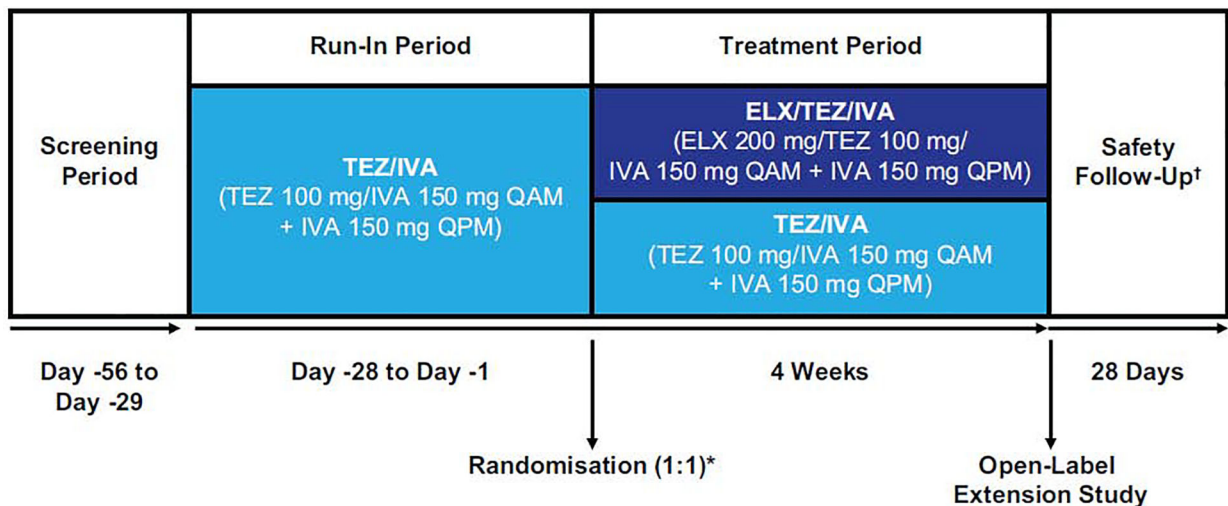 Screening
Period
Run-In Period
TEZ/IVA
(TEZ 100 mg/IVA 150 mg QAM
+ IVA 150 mg QPM)
Treatment Period
ELX/TEZ/IVA
(ELX 200 mg/TEZ 100 mg/
IVA 150 mg QAM + IVA 150 mg QPM)
TEZ/IVA
(TEZ 100 mg/IVA 150 mg QAM
+ IVA 150 mg QPM)
Safety
Follow-Up†
Day -56 to
Day -29
Day -28 to Day -1
4 Weeks
28 Days
Randomisation (1:1)*
Open-Label
Extension Study